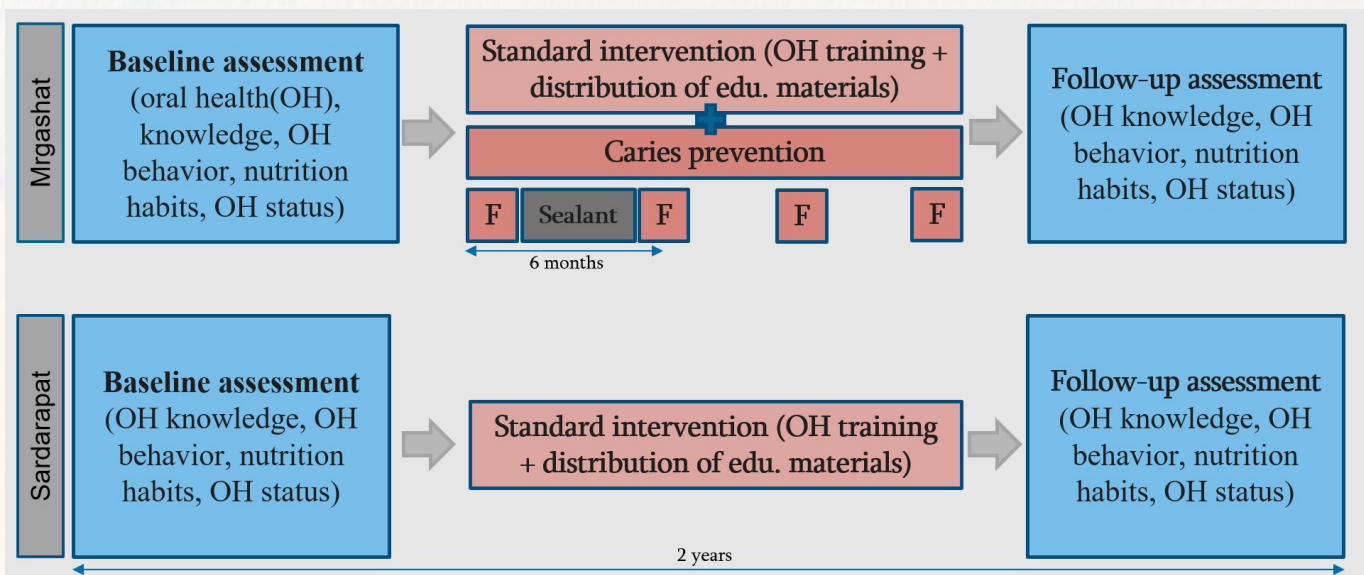 Mrgashat
Baseline assessment
(oral health(OH),
knowledge, OH
behavior, nutrition
habits, OH status)
Standard intervention (OH training +
distribution of edu. materials)
Caries prevention
F
Sealant
F
F
F
6 months
Follow-up assessment
(OH knowledge, OH
behavior, nutrition
habits, OH status)
Sardarapat
Baseline assessment
(OH knowledge, OH
behavior, nutrition
habits, OH status)
Standard intervention (OH training
+ distribution of edu. materials)
Follow-up assessment
(OH knowledge, OH
behavior, nutrition
habits, OH status)
2 years